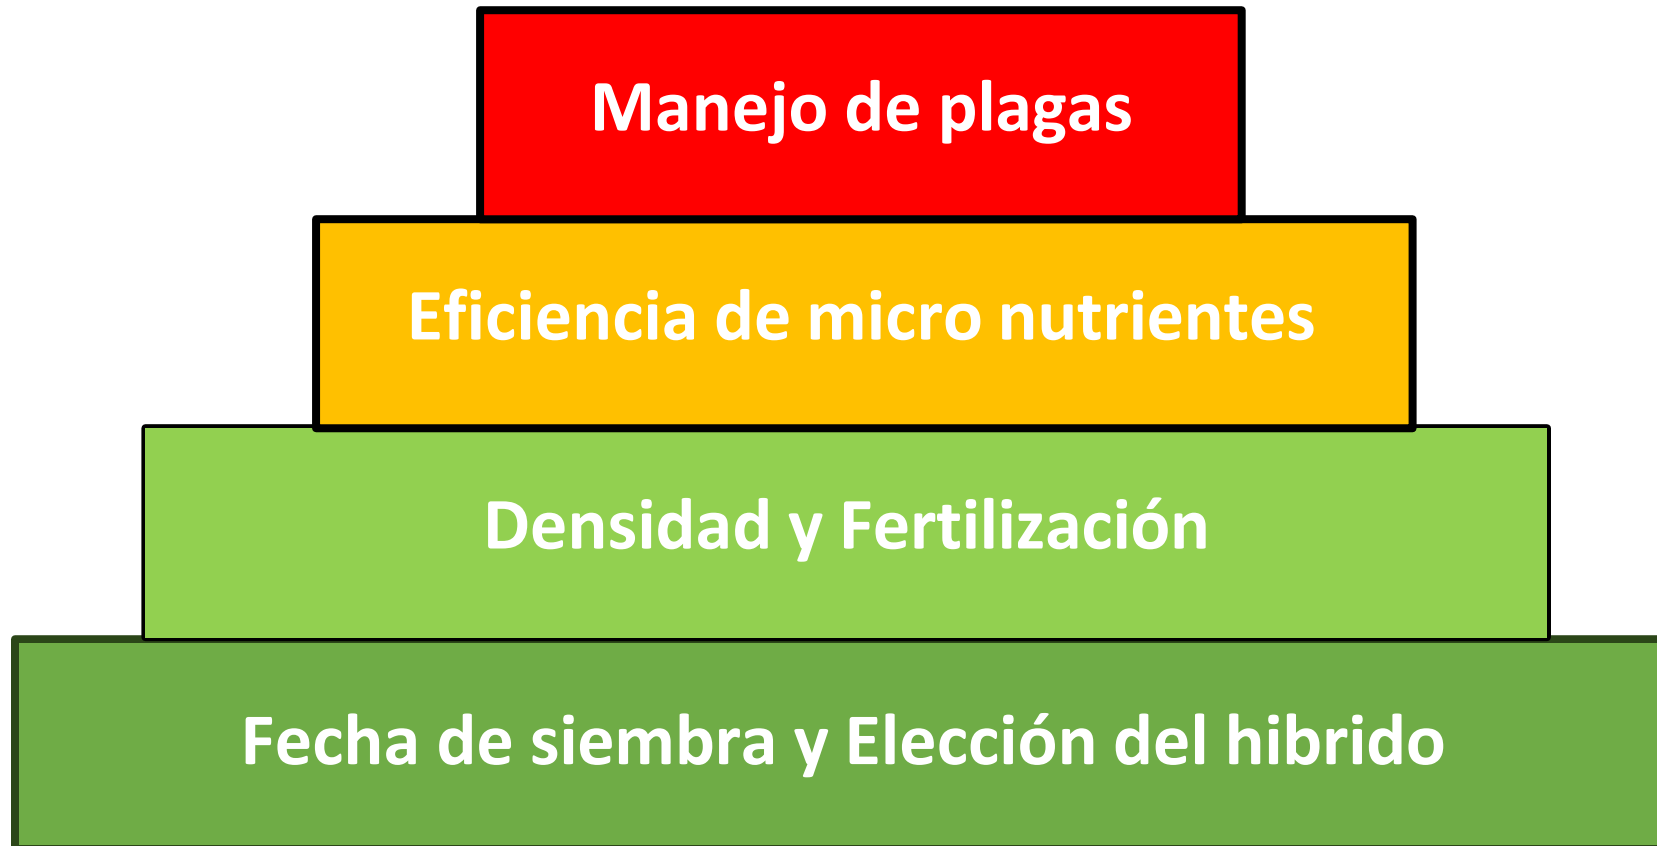 Manejo de plagas
Eficiencia de micro nutrientes
Densidad y Fertilización
Fecha de siembra y Elección del hibrido